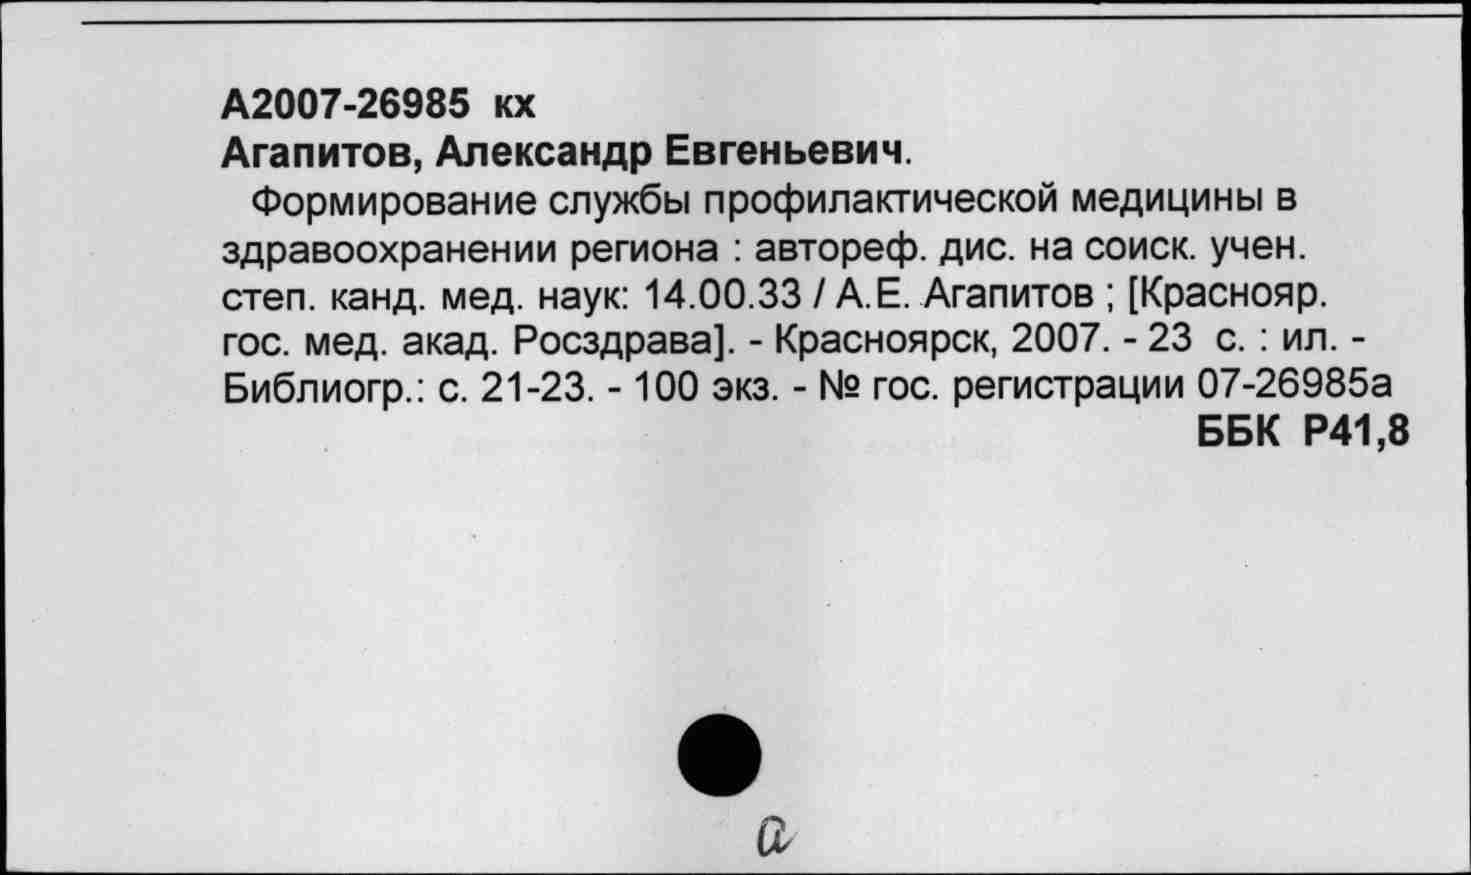 А2007-26985 кх
Агапитов, Александр Евгеньевич.
Формирование службы профилактической медицины в
здравоохранении региона : автореф. дис. на соиск. учен.
степ. канд. мед. наук: 14.00.33 / А.Е. Агапитов ; [Краснояр.
гос. мед. акад. Росздрава]. - Красноярск, 2007. - 23 с. : ил. -
Библиогр.: с. 21-23. - 100 экз. - № гос. регистрации 07-26985а
ББК Р41,8
а